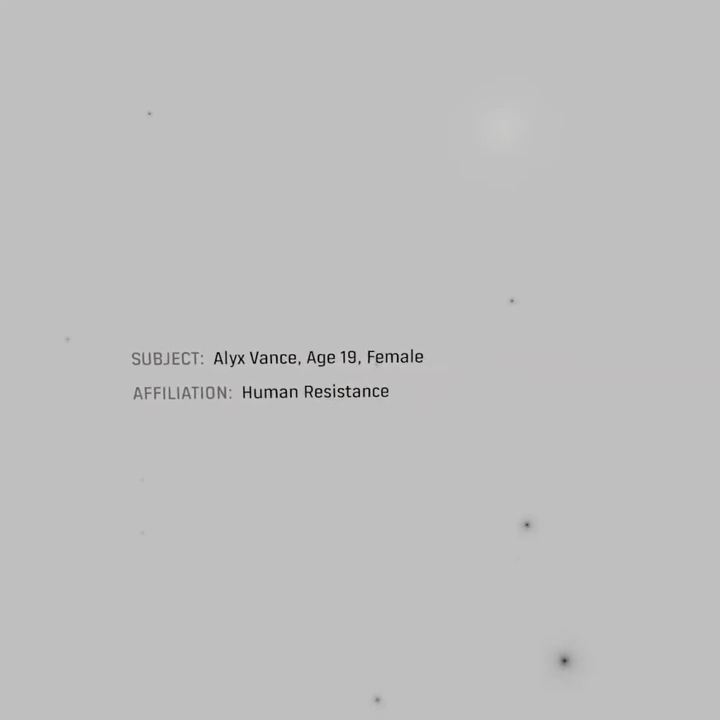 SUBJECT: Alyx Vance, Age 19, Female
AFFILIATION: Human Resistance